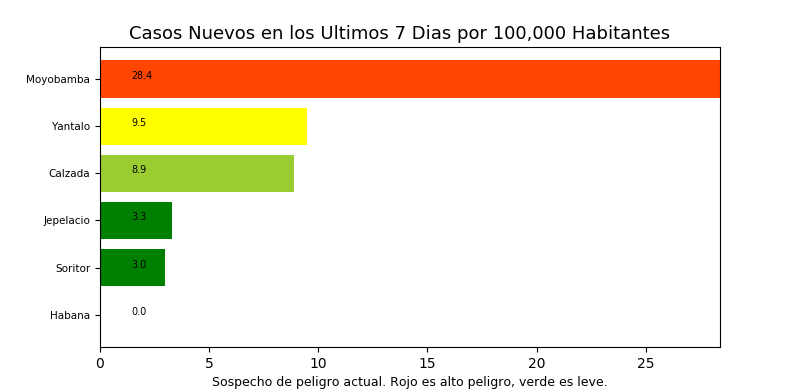 Casos Nuevos en los Ultimos 7 Dias por 100,000 Habitantes
Moyobamba 28.4
Yantalo 9.5
Calzada 8.9
Jepelacio 3.3
Soritor 3.0
Habana 0.0
0 5 10 15 20 25
Sospecho de peligro actual. Rojo es alto peligro, verde es leve.